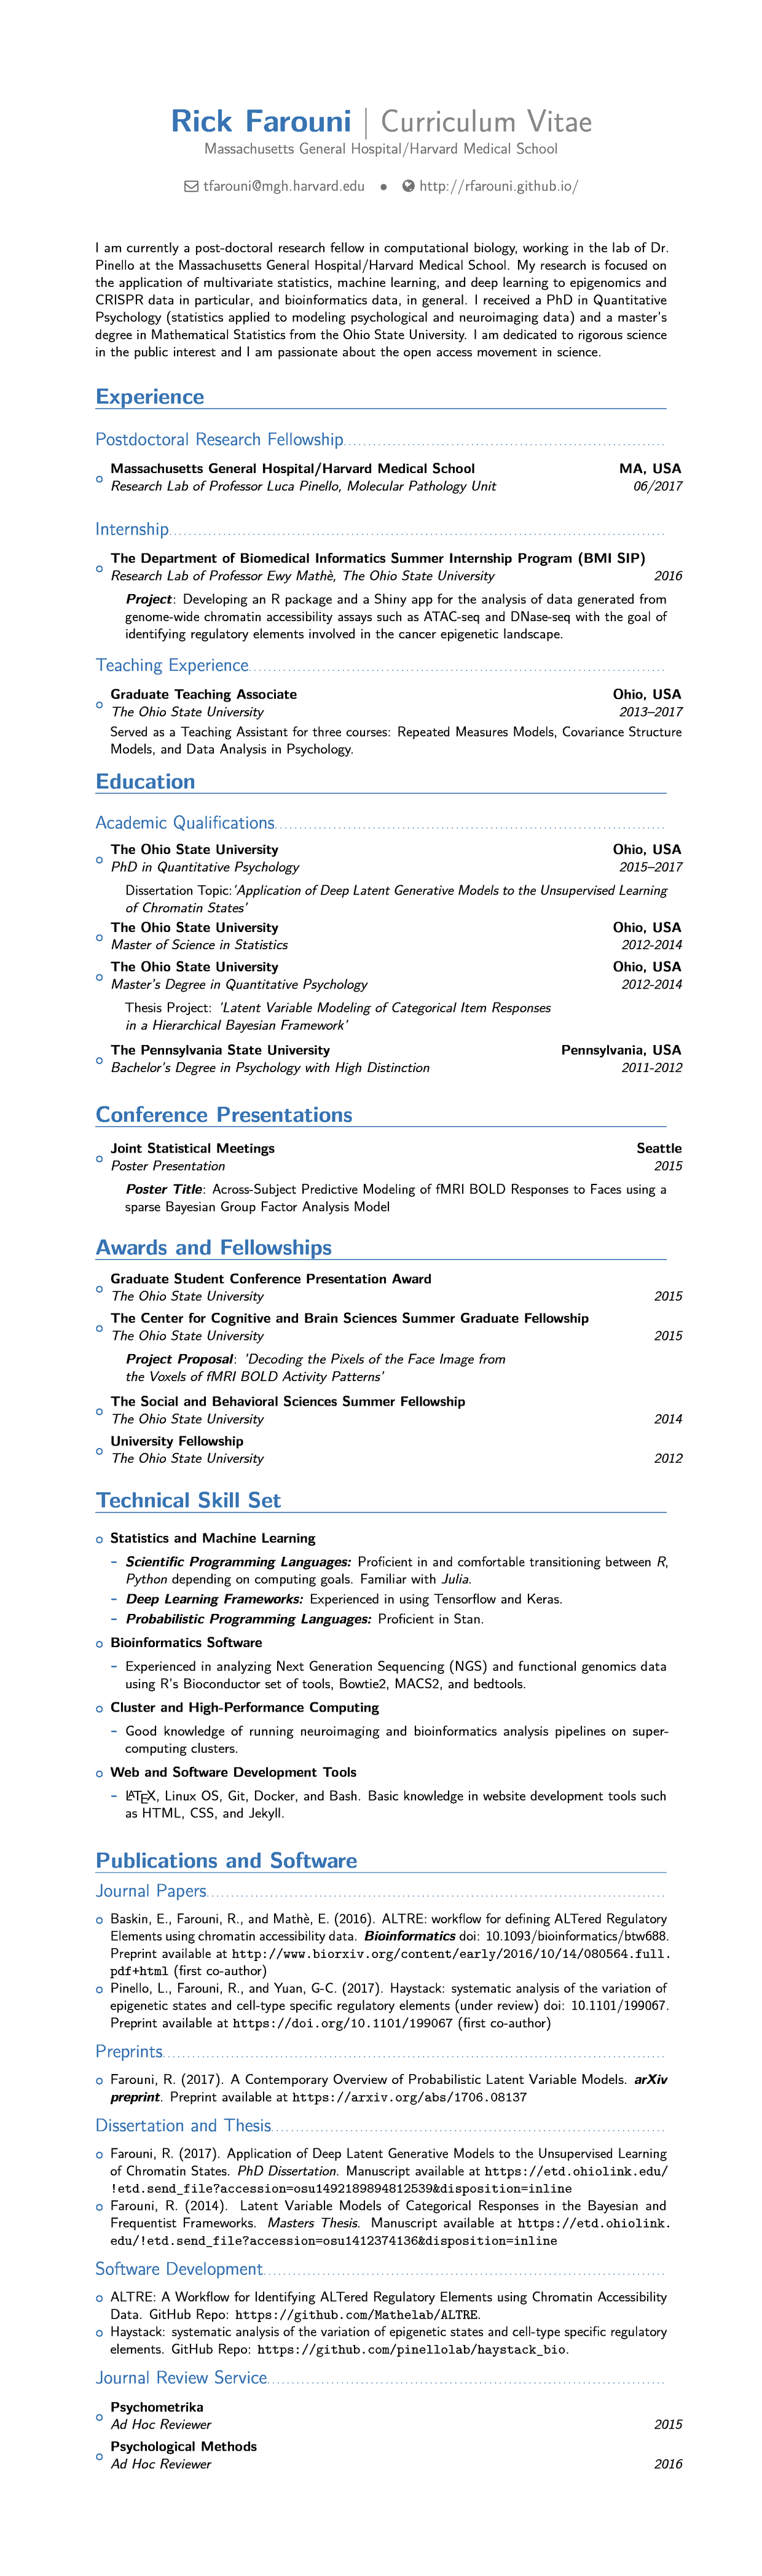 Rick Farouni | Curriculum Vitae
Massachusetts General Hospital/Harvard Medical School
tfarouni@mgh.harvard.edu • http://rfarouni.github.io/
I am currently a post-doctoral research fellow in computational biology, working in the lab of Dr.
Pinello at the Massachusetts General Hospital/Harvard Medical School. My research is focused on
the application of multivariate statistics, machine learning, and deep learning to epigenomics and
CRISPR data in particular, and bioinformatics data, in general. I received a PhD in Quantitative
Psychology (statistics applied to modeling psychological and neuroimaging data) and a master's
degree in Mathematical Statistics from the Ohio State University. I am dedicated to rigorous science
in the public interest and I am passionate about the open access movement in science.
Experience
Postdoctoral Research Fellowship
Massachusetts General Hospital/Harvard Medical School MA, USA
Research Lab of Professor Luca Pinello, Molecular Pathology Unit 06/2017
Internship
The Department of Biomedical Informatics Summer Internship Program (BMI SIP)
Research Lab of Professor Ewy Mathè, The Ohio State University 2016
Project: Developing an R package and a Shiny app for the analysis of data generated from
genome-wide chromatin accessibility assays such as ATAC-seq and DNase-seq with the goal of
identifying regulatory elements involved in the cancer epigenetic landscape.
Teaching Experience
Graduate Teaching Associate Ohio, USA
The Ohio State University 2013–2017
Served as a Teaching Assistant for three courses: Repeated Measures Models, Covariance Structure
Models, and Data Analysis in Psychology.
Education
Academic Qualifications
The Ohio State University Ohio, USA
PhD in Quantitative Psychology 2015–2017
Dissertation Topic:'Application of Deep Latent Generative Models to the Unsupervised Learning
of Chromatin States'
The Ohio State University Ohio, USA
Master of Science in Statistics 2012-2014
The Ohio State University Ohio, USA
Master's Degree in Quantitative Psychology 2012-2014
Thesis Project: 'Latent Variable Modeling of Categorical Item Responses
in a Hierarchical Bayesian Framework'
The Pennsylvania State University Pennsylvania, USA
Bachelor's Degree in Psychology with High Distinction 2011-2012
Conference Presentations
Joint Statistical Meetings Seattle
Poster Presentation 2015
Poster Title: Across-Subject Predictive Modeling of fMRI BOLD Responses to Faces using a
sparse Bayesian Group Factor Analysis Model
Awards and Fellowships
Graduate Student Conference Presentation Award
The Ohio State University 2015
The Center for Cognitive and Brain Sciences Summer Graduate Fellowship
The Ohio State University 2015
Project Proposal: 'Decoding the Pixels of the Face Image from
the Voxels of fMRI BOLD Activity Patterns'
The Social and Behavioral Sciences Summer Fellowship
The Ohio State University 2014
University Fellowship
The Ohio State University 2012
Technical Skill Set
Statistics and Machine Learning
- Scientific Programming Languages: Proficient in and comfortable transitioning between R,
Python depending on computing goals. Familiar with Julia.
- Deep Learning Frameworks: Experienced in using Tensorflow and Keras.
- Probabilistic Programming Languages: Proficient in Stan.
Bioinformatics Software
- Experienced in analyzing Next Generation Sequencing (NGS) and functional genomics data
using R's Bioconductor set of tools, Bowtie2, MACS2, and bedtools.
Cluster and High-Performance Computing
- Good knowledge of running neuroimaging and bioinformatics analysis pipelines on super-
computing clusters.
Web and Software Development Tools
- LATEX, Linux OS, Git, Docker, and Bash. Basic knowledge in website development tools such
as HTML, CSS, and Jekyll.
Publications and Software
Journal Papers
Baskin, E., Farouni, R., and Mathè, E. (2016). ALTRE: workflow for defining ALTered Regulatory
Elements using chromatin accessibility data. Bioinformatics doi: 10.1093/bioinformatics/btw688.
Preprint available at http://www.biorxiv.org/content/early/2016/10/14/080564.full.
pdf+html (first co-author)
Pinello, L., Farouni, R., and Yuan, G-C. (2017). Haystack: systematic analysis of the variation of
epigenetic states and cell-type specific regulatory elements (under review) doi: 10.1101/199067.
Preprint available at https://doi.org/10.1101/199067 (first co-author)
Preprints
Farouni, R. (2017). A Contemporary Overview of Probabilistic Latent Variable Models. arXiv
preprint. Preprint available at https://arxiv.org/abs/1706.08137
Dissertation and Thesis
Farouni, R. (2017). Application of Deep Latent Generative Models to the Unsupervised Learning
of Chromatin States. PhD Dissertation. Manuscript available at https://etd.ohiolink.edu/
!etd.send_file?accession=osu1492189894812539&disposition=inline
Farouni, R. (2014). Latent Variable Models of Categorical Responses in the Bayesian and
Frequentist Frameworks. Masters Thesis. Manuscript available at https://etd.ohiolink.
edu/!etd.send_file?accession=osu1412374136&disposition=inline
Software Development
ALTRE: A Workflow for Identifying ALTered Regulatory Elements using Chromatin Accessibility
Data. GitHub Repo: https://github.com/Mathelab/ALTRE.
Haystack: systematic analysis of the variation of epigenetic states and cell-type specific regulatory
elements. GitHub Repo: https://github.com/pinellolab/haystack_bio.
Journal Review Service
Psychometrika
Ad Hoc Reviewer 2015
Psychological Methods
Ad Hoc Reviewer 2016